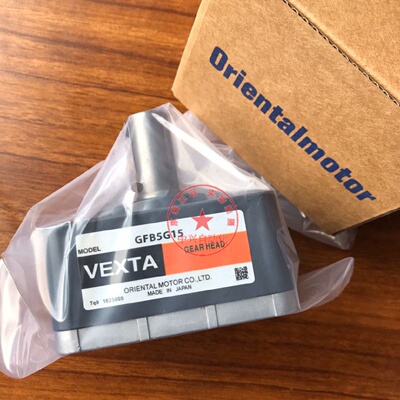 Orientalmotor
MODEL GFB5G15
VEXTA GEAR HEAD
ORIENTAL MOTOR CO.,LTD.
MADE IN JAPAN